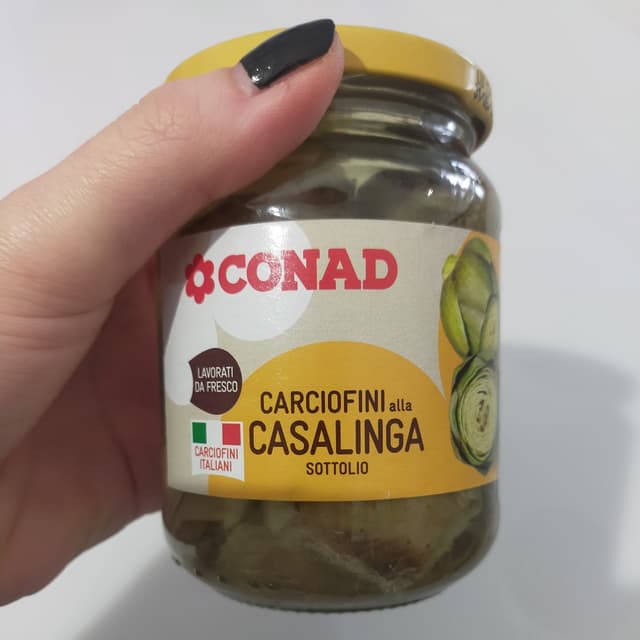 CONAD
LAVORATI
DA FRESCO
CARCIOFINI alla
CASALINGA
SOTTOLIO
CARCIOFINI
ITALIANI